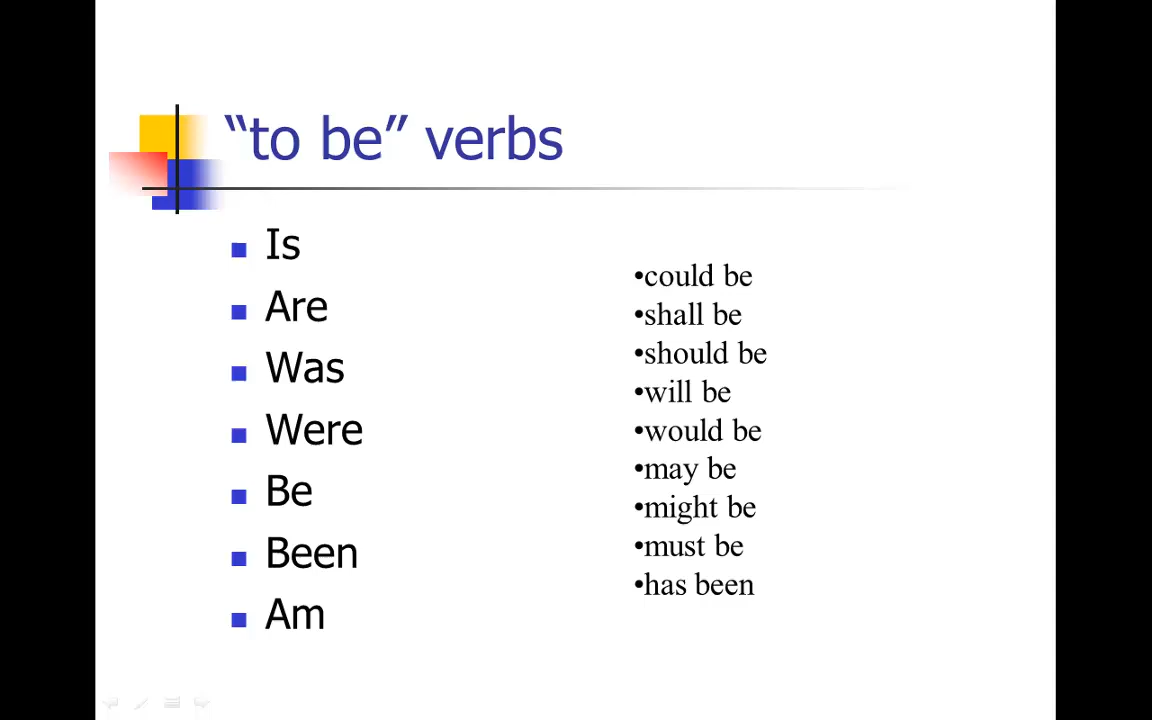 “to be” verbs
■ Is
■ Are
■ Was
■ Were
■ Be
■ Been
■ Am
•could be
•shall be
•should be
•will be
•would be
•may be
•might be
•must be
•has been